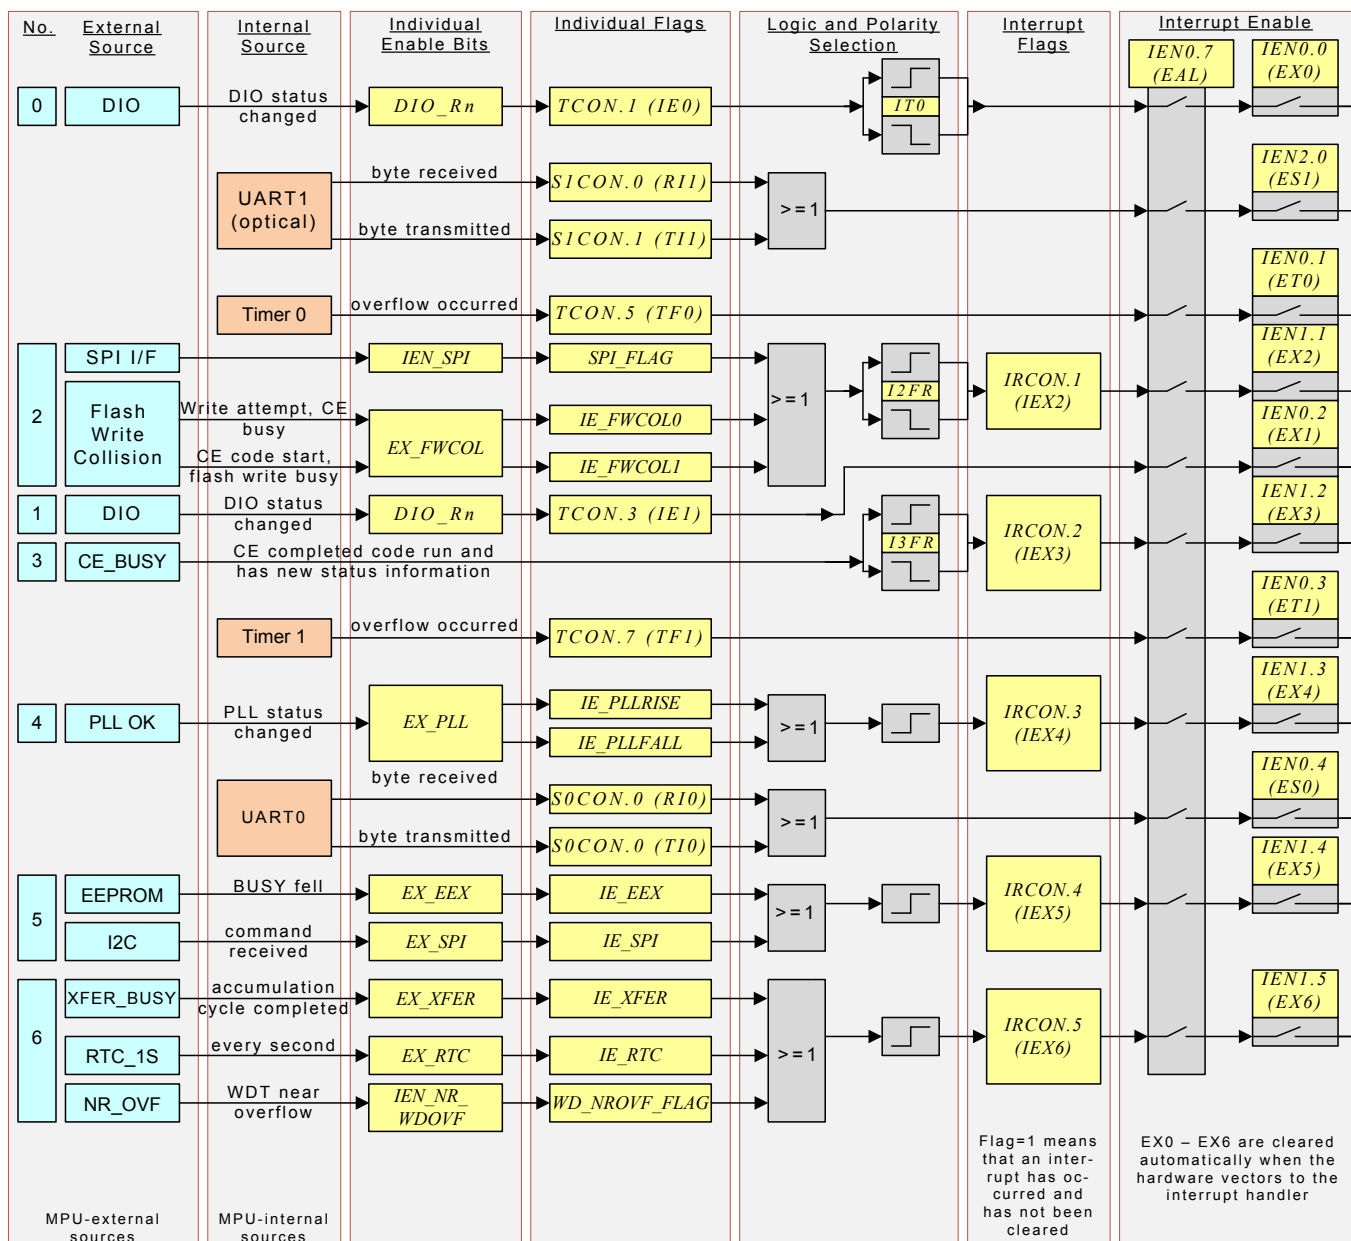 No.
External
Source
Internal
Source
Individual
Enable Bits
Individual Flags
Logic and Polarity
Selection
Interrupt
Flags
Interrupt Enable
IEN0.7
(EAL)
IEN0.0
(EX0)
0
DIO
DIO status
changed
DIO_Rn
TCON.1 (IE0)
IT0
IEN2.0
(ES1)
UART1
(optical)
byte received
S1CON.0 (RI1)
>=1
byte transmitted
S1CON.1 (TI1)
IEN0.1
(ET0)
Timer 0
overflow occurred
TCON.5 (TF0)
IEN1.1
(EX2)
2
SPI I/F
IEN_SPI
SPI_FLAG
>=1
I2FR
IRCON.1
(IEX2)
Flash
Write
Collision
Write attempt, CE
busy
EX_FWCOL
IE_FWCOL0
IEN0.2
(EX1)
CE code start,
flash write busy
IE_FWCOL1
1
DIO
DIO status
changed
DIO_Rn
TCON.3 (IE1)
IEN1.2
(EX3)
3
CE_BUSY
CE completed code run and
has new status information
I3FR
IRCON.2
(IEX3)
IEN0.3
(ET1)
Timer 1
overflow occurred
TCON.7 (TF1)
IEN1.3
(EX4)
4
PLL OK
PLL status
changed
EX_PLL
IE_PLLRISE
IE_PLLFALL
>=1
IRCON.3
(IEX4)
IEN0.4
(ES0)
UART0
byte received
S0CON.0 (RI0)
>=1
byte transmitted
S0CON.0 (TI0)
IEN1.4
(EX5)
5
EEPROM
BUSY fell
EX_EEX
IE_EEX
>=1
IRCON.4
(IEX5)
I2C
command
received
EX_SPI
IE_SPI
6
XFER_BUSY
accumulation
cycle completed
EX_XFER
IE_XFER
>=1
IRCON.5
(IEX6)
IEN1.5
(EX6)
RTC_1S
every second
EX_RTC
IE_RTC
NR_OVF
WDT near
overflow
IEN_NR_
WDOVF
WD_NROVF_FLAG
Flag=1 means
that an inter-
rupt has oc-
curred and
has not been
cleared
EX0 – EX6 are cleared
automatically when the
hardware vectors to the
interrupt handler
MPU-external
sources
MPU-internal
sources